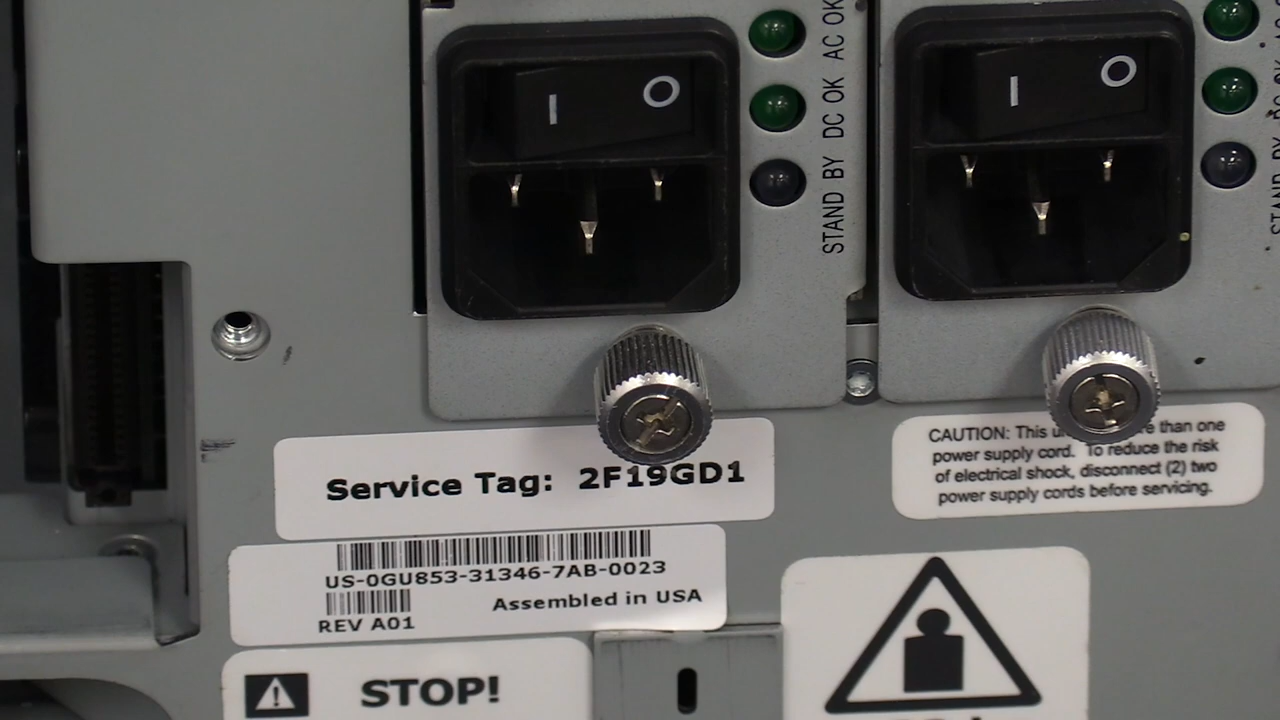 AC OK
DC OK
STAND BY
Service Tag: 2F19GD1
US-0GU853-31346-7AB-0023
Assembled in USA
REV A01
STOP!
CAUTION: This than one
power supply cord. To reduce the risk
of electrical shock, disconnect (2) two
power supply cords before servicing.